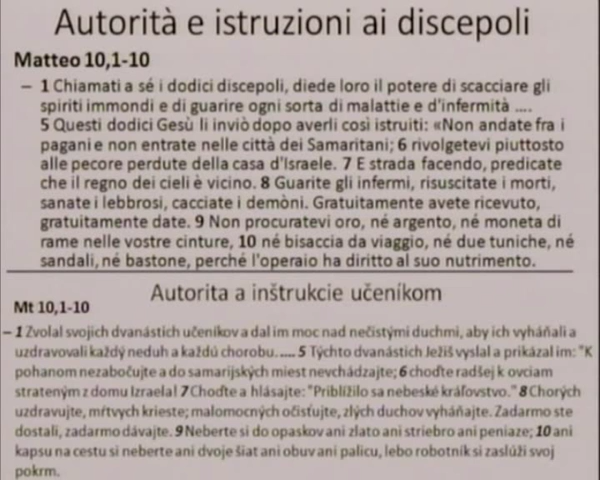 Autorità e istruzioni ai discepoli
Matteo 10,1-10
– 1 Chiamati a sé i dodici discepoli, diede loro il potere di scacciare gli
spiriti immondi e di guarire ogni sorta di malattie e d'infermità ....
5 Questi dodici Gesù li inviò dopo averli così istruiti: «Non andate fra i
pagani e non entrate nelle città dei Samaritani; 6 rivolgetevi piuttosto
alle pecore perdute della casa d'Israele. 7 E strada facendo, predicate
che il regno dei cieli è vicino. 8 Guarite gli infermi, risuscitate i morti,
sanate i lebbrosi, cacciate i demòni. Gratuitamente avete ricevuto,
gratuitamente date. 9 Non procuratevi oro, né argento, né moneta di
rame nelle vostre cinture, 10 né bisaccia da viaggio, né due tuniche, né
sandali, né bastone, perché l'operaio ha diritto al suo nutrimento.
Autorita a inštrukcie učeníkom
Mt 10,1-10
– 1 Zvolal svojich dvanástich učeníkov a dal im moc nad nečistými duchmi, aby ich vyháňali a
uzdravovali každý neduh a každú chorobu. .... 5 Týchto dvanástich Ježiš vyslal a prikázal im: "K
pohanom nezabočujte a do samarijských miest nevchádzajte; 6 choďte radšej k ovciam
strateným z domu Izraela! 7 Choďte a hlásajte: "Priblížilo sa nebeské kráľovstvo." 8 Chorých
uzdravujte, mŕtvych krieste; malomocných očisťujte, zlých duchov vyháňajte. Zadarmo ste
dostali, zadarmo dávajte. 9 Neberte si do opaskov ani zlato ani striebro ani peniaze; 10 ani
kapsu na cestu si neberte ani dvoje šiat ani obuv ani palicu, lebo robotník si zaslúži svoj
pokrm.